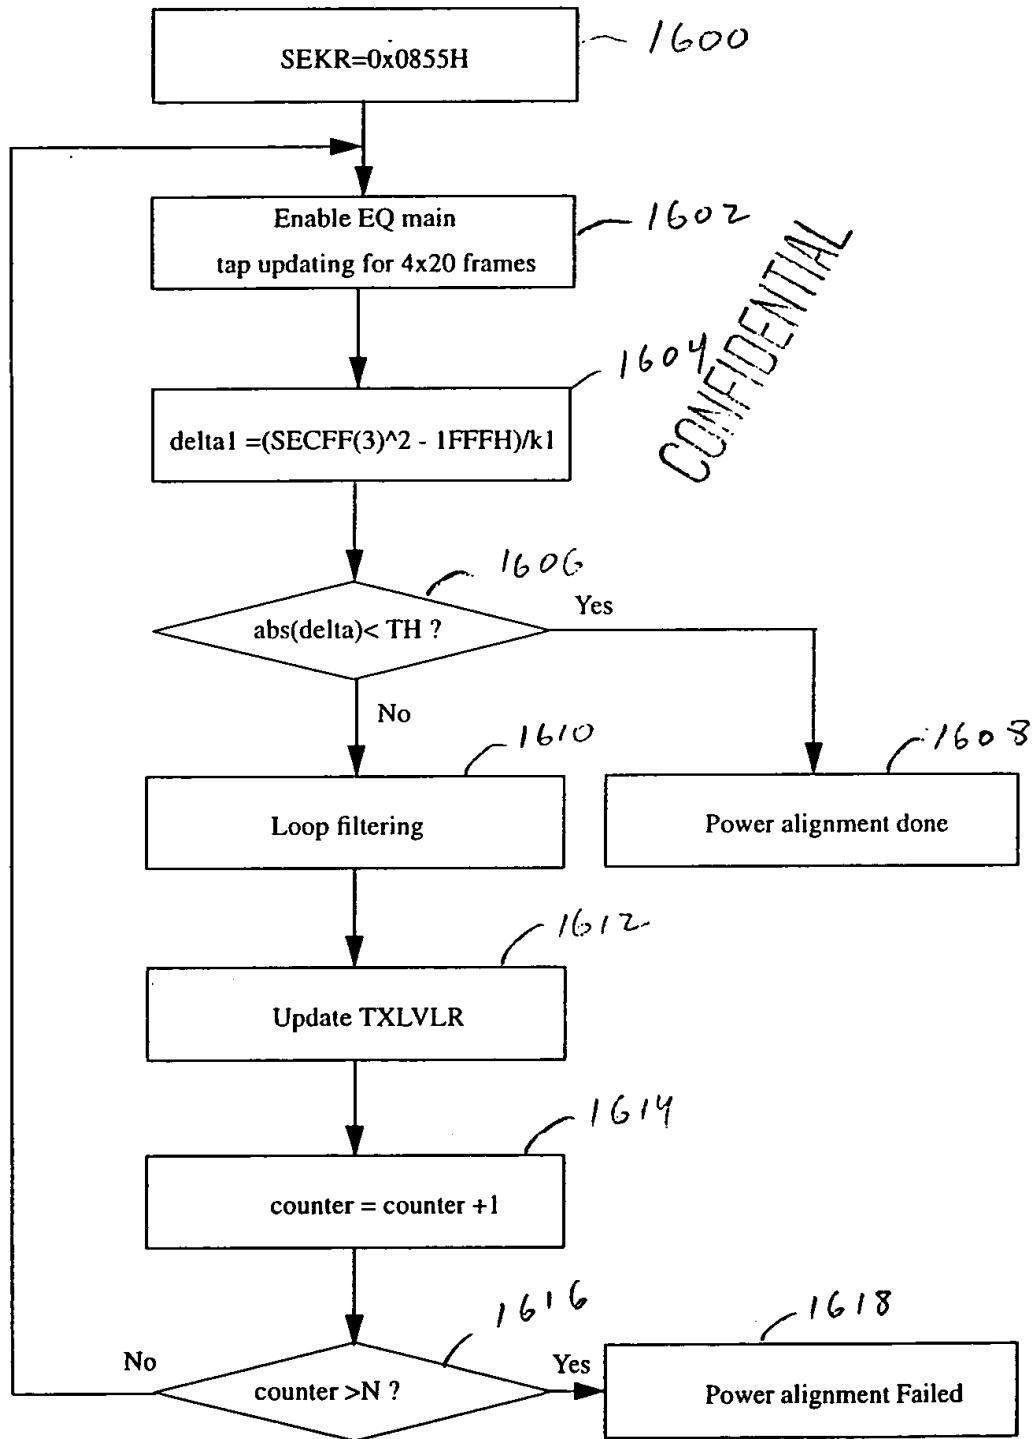 SEKR=0x0855H
1600
Enable EQ main
tap updating for 4x20 frames
1602
CONFIDENTIAL
1604
delta1 =(SECFF(3)^2 - 1FFFH)/k1
1606
abs(delta)< TH ?
Yes
No
1610
Loop filtering
1608
Power alignment done
1612
Update TXLVLR
1614
counter = counter +1
1616
No
counter >N ?
Yes
1618
Power alignment Failed